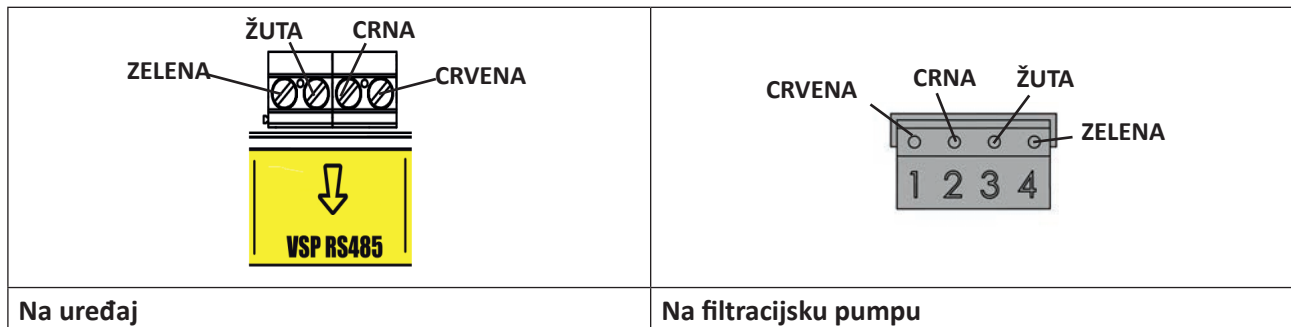 ŽUTA CRNA
ZELENA
CRVENA
VSP RS485
Na uređaj
CRVENA CRNA ŽUTA
ZELENA
1 2 3 4
Na filtracijsku pumpu